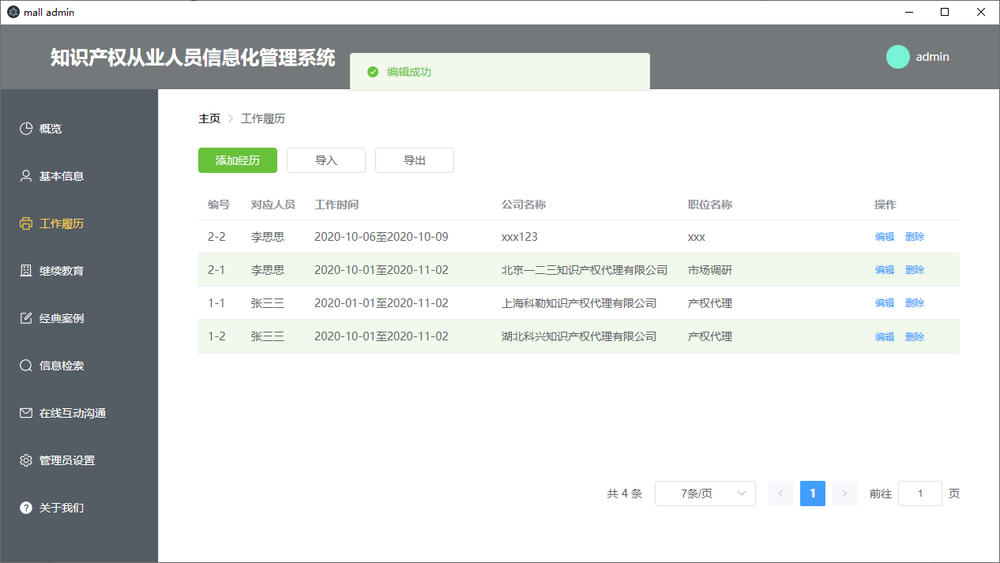 mall admin
知识产权从业人员信息化管理系统
编辑成功
admin
概览
基本信息
工作履历
继续教育
经典案例
信息检索
在线互动沟通
管理员设置
关于我们
主页 工作履历
添加经历 导入 导出
编号 对应人员 工作时间 公司名称 职位名称 操作
2-2 李思思 2020-10-06至2020-10-09 xxx123 xxx 编辑 删除
2-1 李思思 2020-10-01至2020-11-02 北京一二三知识产权代理有限公司 市场调研 编辑 删除
1-1 张三三 2020-01-01至2020-11-02 上海科勒知识产权代理有限公司 产权代理 编辑 删除
1-2 张三三 2020-10-01至2020-11-02 湖北科兴知识产权代理有限公司 产权代理 编辑 删除
共 4 条 7条/页 1 前往 1 页